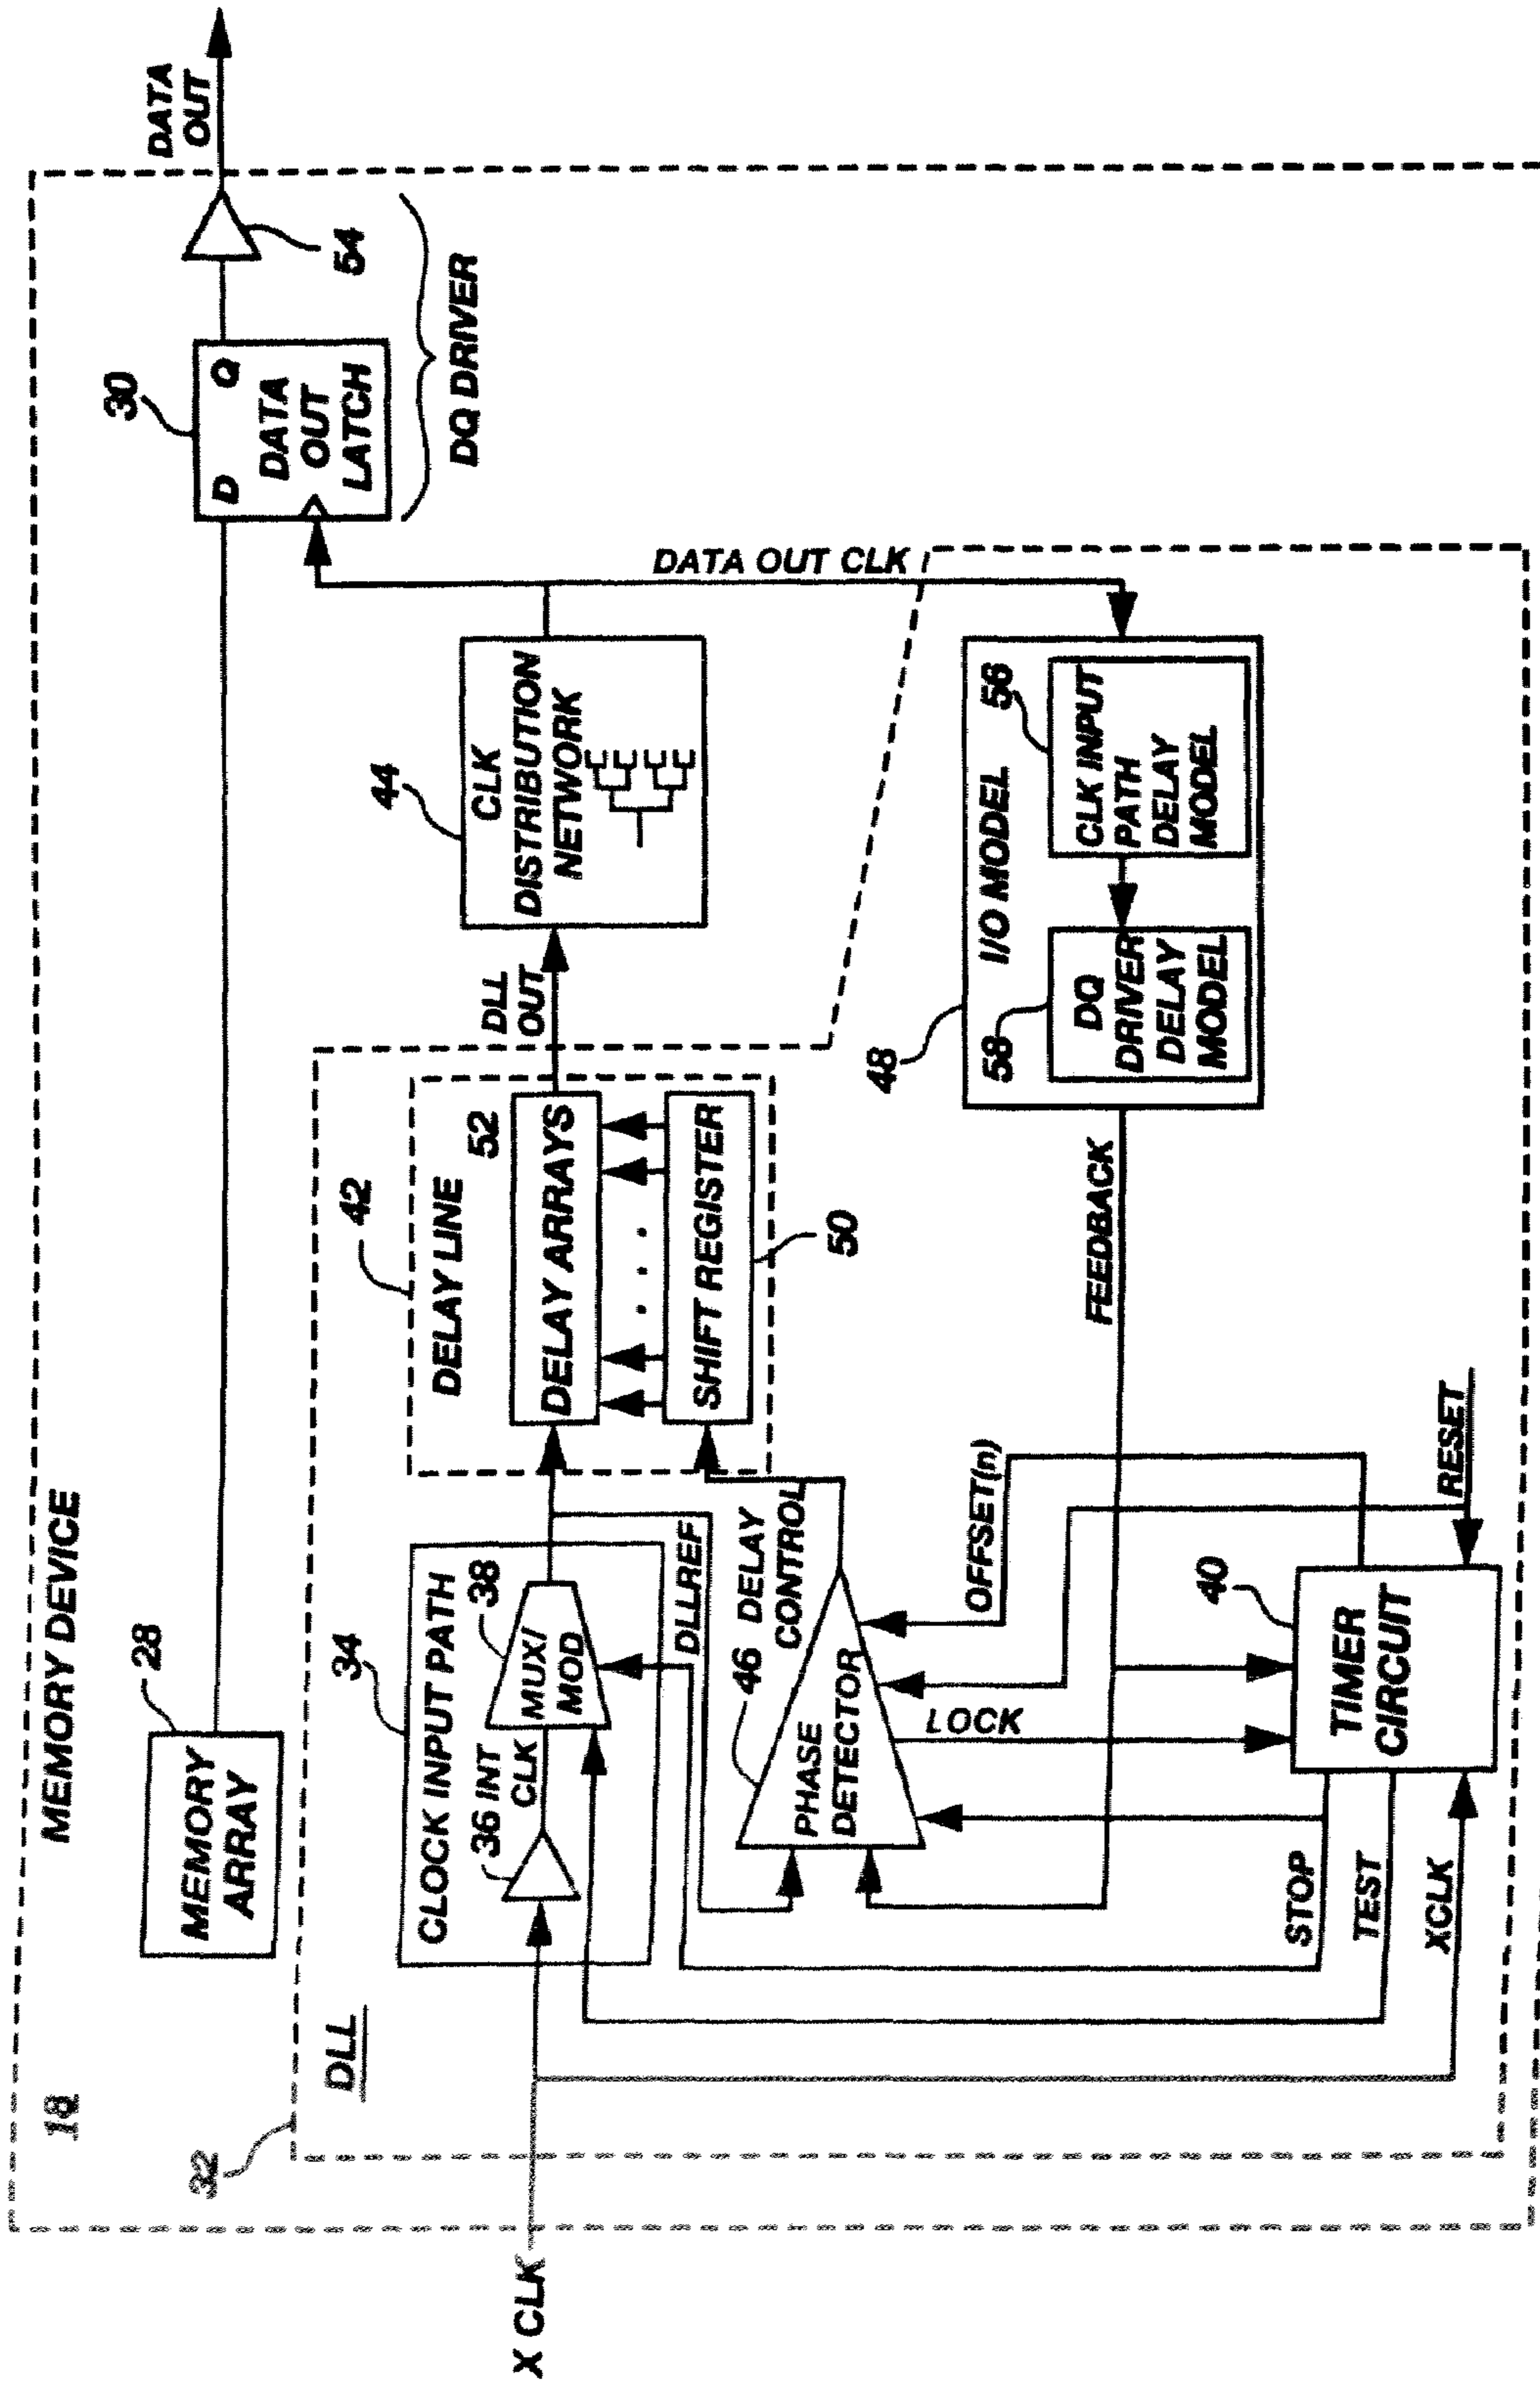 MEMORY DEVICE
18
32
28
MEMORY
ARRAY
30
D
Q
DATA
OUT
LATCH
54
DATA
OUT
DQ DRIVER
DLL
34
CLOCK INPUT PATH
36
INT
CLK
38
MUX/
MOD
X CLK
42
DELAY LINE
52
DELAY ARRAYS
SHIFT REGISTER
50
DLL
OUT
44
CLK
DISTRIBUTION
NETWORK
DATA OUT CLK
DLLREF
46
DELAY
CONTROL
PHASE
DETECTOR
LOCK
OFFSET(n)
FEEDBACK
48
I/O MODEL
58
DQ
DRIVER
DELAY
MODEL
56
CLK INPUT
PATH
DELAY
MODEL
STOP
TEST
XCLK
40
TIMER
CIRCUIT
RESET